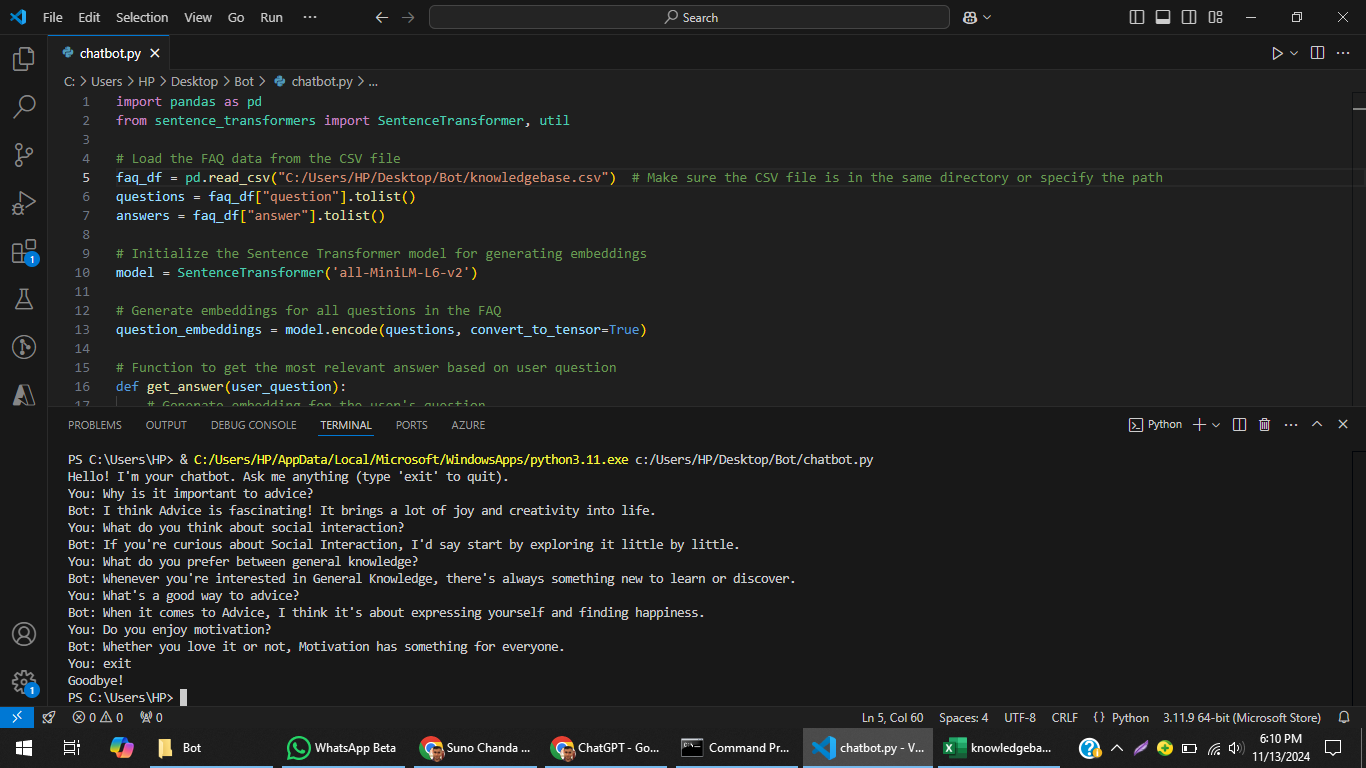 File Edit Selection View Go Run ··· Search
chatbot.py
C: > Users > HP > Desktop > Bot > chatbot.py > ...
1 import pandas as pd
2 from sentence_transformers import SentenceTransformer, util
3
4 # Load the FAQ data from the CSV file
5 faq_df = pd.read_csv("C:/Users/HP/Desktop/Bot/knowledgebase.csv")  # Make sure the CSV file is in the same directory or specify the path
6 questions = faq_df["question"].tolist()
7 answers = faq_df["answer"].tolist()
8
9 # Initialize the Sentence Transformer model for generating embeddings
10 model = SentenceTransformer('all-MiniLM-L6-v2')
11
12 # Generate embeddings for all questions in the FAQ
13 question_embeddings = model.encode(questions, convert_to_tensor=True)
14
15 # Function to get the most relevant answer based on user question
16 def get_answer(user_question):
17 # Generate embedding for the user's question
PROBLEMS OUTPUT DEBUG CONSOLE TERMINAL PORTS AZURE Python
PS C:\Users\HP> & C:/Users/HP/AppData/Local/Microsoft/WindowsApps/python3.11.exe c:/Users/HP/Desktop/Bot/chatbot.py
Hello! I'm your chatbot. Ask me anything (type 'exit' to quit).
You: Why is it important to advice?
Bot: I think Advice is fascinating! It brings a lot of joy and creativity into life.
You: What do you think about social interaction?
Bot: If you're curious about Social Interaction, I'd say start by exploring it little by little.
You: What do you prefer between general knowledge?
Bot: Whenever you're interested in General Knowledge, there's always something new to learn or discover.
You: What's a good way to advice?
Bot: When it comes to Advice, I think it's about expressing yourself and finding happiness.
You: Do you enjoy motivation?
Bot: Whether you love it or not, Motivation has something for everyone.
You: exit
Goodbye!
PS C:\Users\HP>
1
1
0 0 0 Ln 5, Col 60 Spaces: 4 UTF-8 CRLF {} Python 3.11.9 64-bit (Microsoft Store)
Bot WhatsApp Beta Suno Chanda ... ChatGPT - Go... Command Pr... chatbot.py - V... knowledgeba... 6:10 PM
11/13/2024